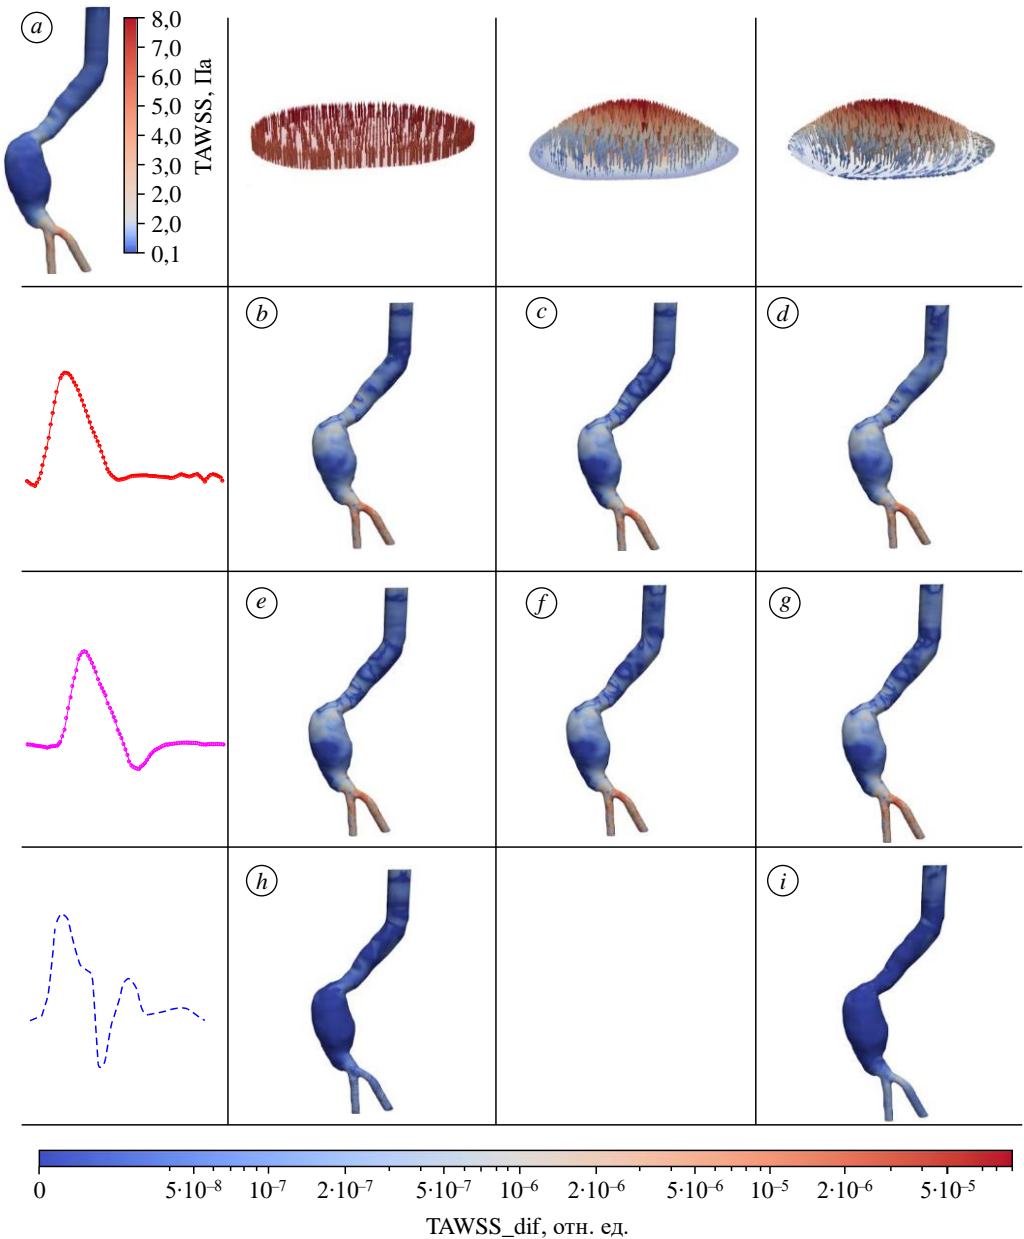 a
8,0
7,0
6,0
5,0
4,0
3,0
2,0
2,0
0,1
TAWSS, Па
b
c
d
e
f
g
h
i
0 5·10⁻⁸ 10⁻⁷ 2·10⁻⁷ 5·10⁻⁷ 10⁻⁶ 2·10⁻⁶ 5·10⁻⁶ 10⁻⁵ 2·10⁻⁶ 5·10⁻⁵
TAWSS_dif, отн. ед.